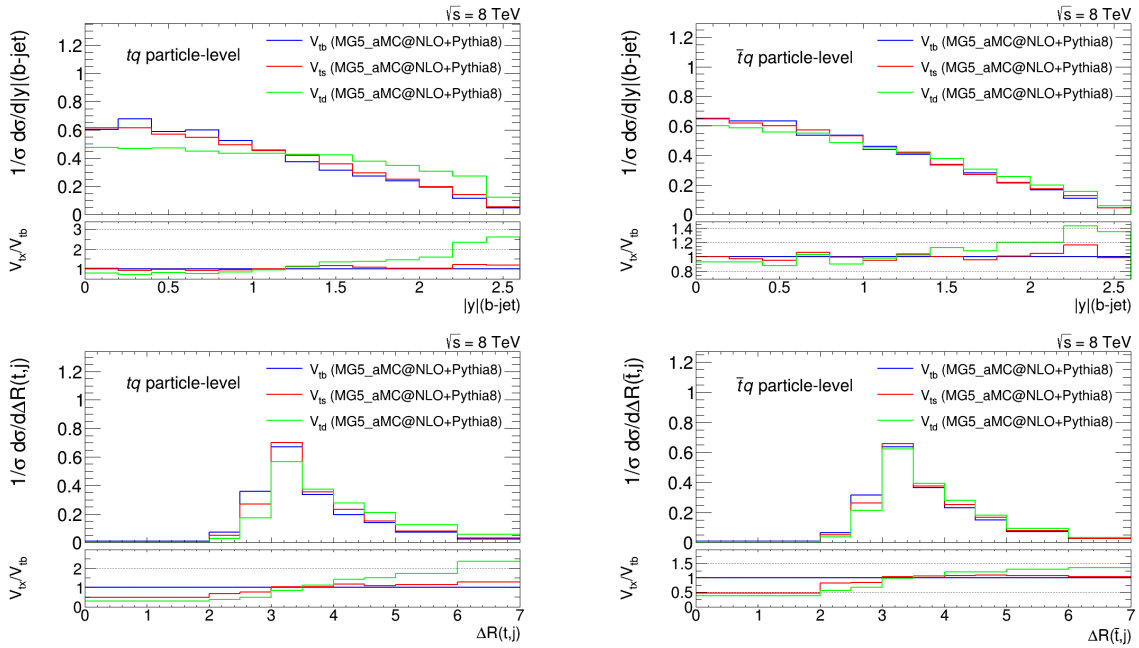 √s = 8 TeV
1/σ dσ/d|y|(b-jet)
tq particle-level
V_tb (MG5_aMC@NLO+Pythia8)
V_ts (MG5_aMC@NLO+Pythia8)
V_td (MG5_aMC@NLO+Pythia8)
1.2
1
0.8
0.6
0.4
0.2
0
V_tx/V_tb
3
2
1
0 0.5 1 1.5 2 2.5
|y|(b-jet)
√s = 8 TeV
1/σ dσ/d|y|(b-jet)
t̄q particle-level
V_tb (MG5_aMC@NLO+Pythia8)
V_ts (MG5_aMC@NLO+Pythia8)
V_td (MG5_aMC@NLO+Pythia8)
1.2
1
0.8
0.6
0.4
0.2
0
V_tx/V_tb
1.4
1.2
1
0.8
0 0.5 1 1.5 2 2.5
|y|(b-jet)
√s = 8 TeV
1/σ dσ/dΔR(t,j)
tq particle-level
V_tb (MG5_aMC@NLO+Pythia8)
V_ts (MG5_aMC@NLO+Pythia8)
V_td (MG5_aMC@NLO+Pythia8)
1.2
1
0.8
0.6
0.4
0.2
0
V_tx/V_tb
2
1
0
0 1 2 3 4 5 6 7
ΔR(t,j)
√s = 8 TeV
1/σ dσ/dΔR(t̄,j)
t̄q particle-level
V_tb (MG5_aMC@NLO+Pythia8)
V_ts (MG5_aMC@NLO+Pythia8)
V_td (MG5_aMC@NLO+Pythia8)
1.2
1
0.8
0.6
0.4
0.2
0
V_tx/V_tb
1.5
1
0.5
0
0 1 2 3 4 5 6 7
ΔR(t̄,j)